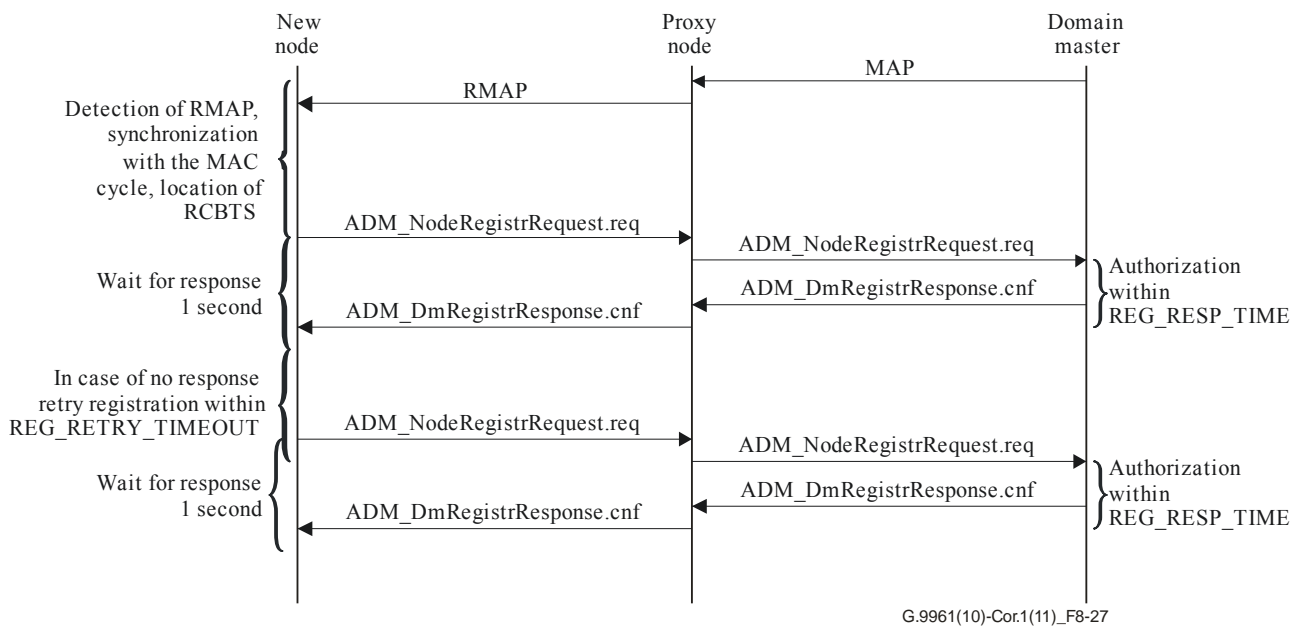 New
node
Proxy
node
Domain
master
MAP
RMAP
Detection of RMAP,
synchronization
with the MAC
cycle, location of
RCBTS
ADM_NodeRegistrRequest.req
ADM_NodeRegistrRequest.req
Wait for response
1 second
ADM_DmRegistrResponse.cnf
ADM_DmRegistrResponse.cnf
Authorization
within
REG_RESP_TIME
In case of no response
retry registration within
REG_RETRY_TIMEOUT
ADM_NodeRegistrRequest.req
ADM_NodeRegistrRequest.req
Wait for response
1 second
ADM_DmRegistrResponse.cnf
ADM_DmRegistrResponse.cnf
Authorization
within
REG_RESP_TIME
G.9961(10)-Cor.1(11)_F8-27